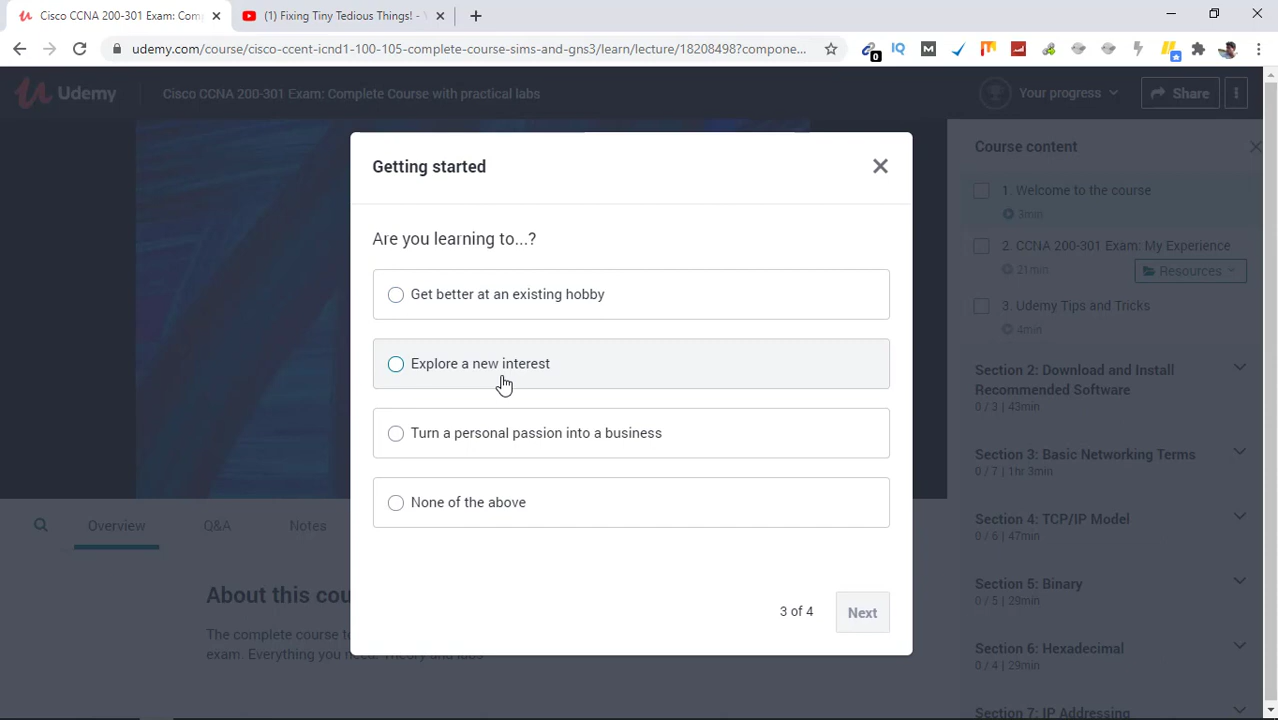 Cisco CCNA 200-301 Exam: Comp
(1) Fixing Tiny Tedious Things! - Y
udemy.com/course/cisco-ccent-icnd1-100-105-complete-course-sims-and-gns3/learn/lecture/18208498?compone...
0
IQ
M
Udemy
Cisco CCNA 200-301 Exam: Complete Course with practical labs
Your progress
Share
Getting started
Are you learning to...?
Get better at an existing hobby
Explore a new interest
Turn a personal passion into a business
None of the above
3 of 4
Next
Course content
1. Welcome to the course
3min
2. CCNA 200-301 Exam: My Experience
21min
Resources
3. Udemy Tips and Tricks
4min
Section 2: Download and Install
Recommended Software
0 / 3 | 43min
Section 3: Basic Networking Terms
0 / 7 | 1hr 3min
Section 4: TCP/IP Model
0 / 6 | 47min
Section 5: Binary
0 / 5 | 29min
Section 6: Hexadecimal
0 / 4 | 29min
Section 7: IP Addressing
Overview
Q&A
Notes
About this cou
The complete course t
exam. Everything you need. Theory and labs